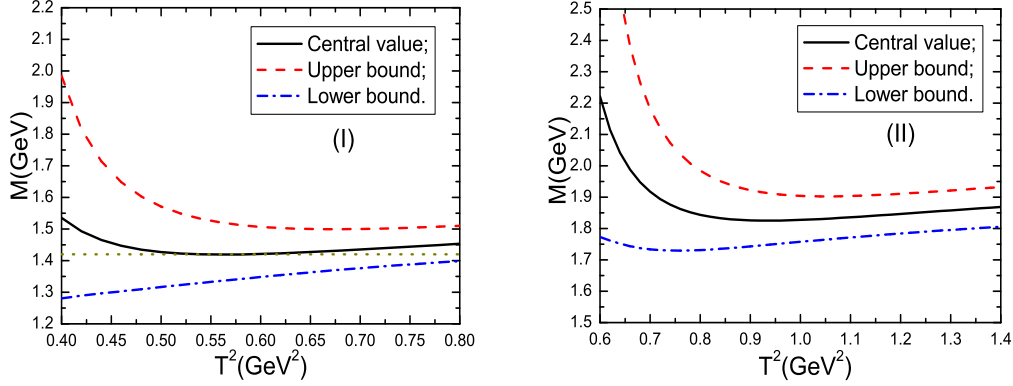 2.2
2.1
2.0
1.9
1.8
1.7
1.6
1.5
1.4
1.3
1.2
M(GeV)
Central value;
Upper bound;
Lower bound.
(I)
0.40 0.45 0.50 0.55 0.60 0.65 0.70 0.75 0.80
T²(GeV²)
2.5
2.4
2.3
2.2
2.1
2.0
1.9
1.8
1.7
1.6
1.5
M(GeV)
Central value;
Upper bound;
Lower bound.
(II)
0.6 0.7 0.8 0.9 1.0 1.1 1.2 1.3 1.4
T²(GeV²)